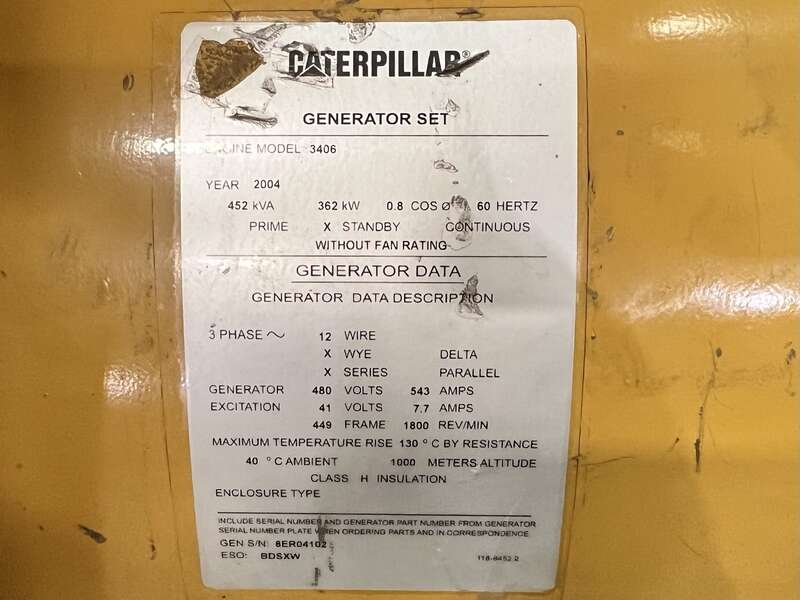 CATERPILLAR®
GENERATOR SET
ENGINE MODEL 3406
YEAR 2004
452 kVA 362 kW 0.8 COS Ø 60 HERTZ
PRIME X STANDBY CONTINUOUS
WITHOUT FAN RATING
GENERATOR DATA
GENERATOR DATA DESCRIPTION
3 PHASE ~ 12 WIRE
X WYE DELTA
X SERIES PARALLEL
GENERATOR 480 VOLTS 543 AMPS
EXCITATION 41 VOLTS 7.7 AMPS
449 FRAME 1800 REV/MIN
MAXIMUM TEMPERATURE RISE 130 ° C BY RESISTANCE
40 ° C AMBIENT 1000 METERS ALTITUDE
CLASS H INSULATION
ENCLOSURE TYPE
INCLUDE SERIAL NUMBER AND GENERATOR PART NUMBER FROM GENERATOR
SERIAL NUMBER PLATE WHEN ORDERING PARTS AND IN CORRESPONDENCE
GEN S/N: 8ER04102
ESO: BDSXW